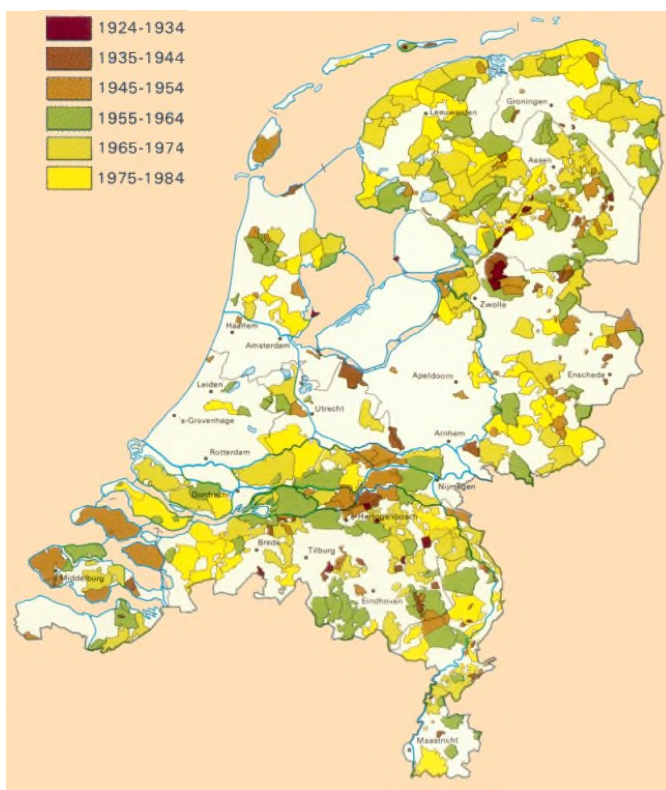 1924-1934
1935-1944
1945-1954
1955-1964
1965-1974
1975-1984
Groningen
Leeuwarden
Assen
Zwolle
Haarlem
Amsterdam
Enschede
Apeldoorn
Leiden
Utrecht
's-Gravenhage
Arnhem
Rotterdam
Nijmegen
Dordrecht
's-Hertogenbosch
Breda
Tilburg
Middelburg
Eindhoven
Maastricht